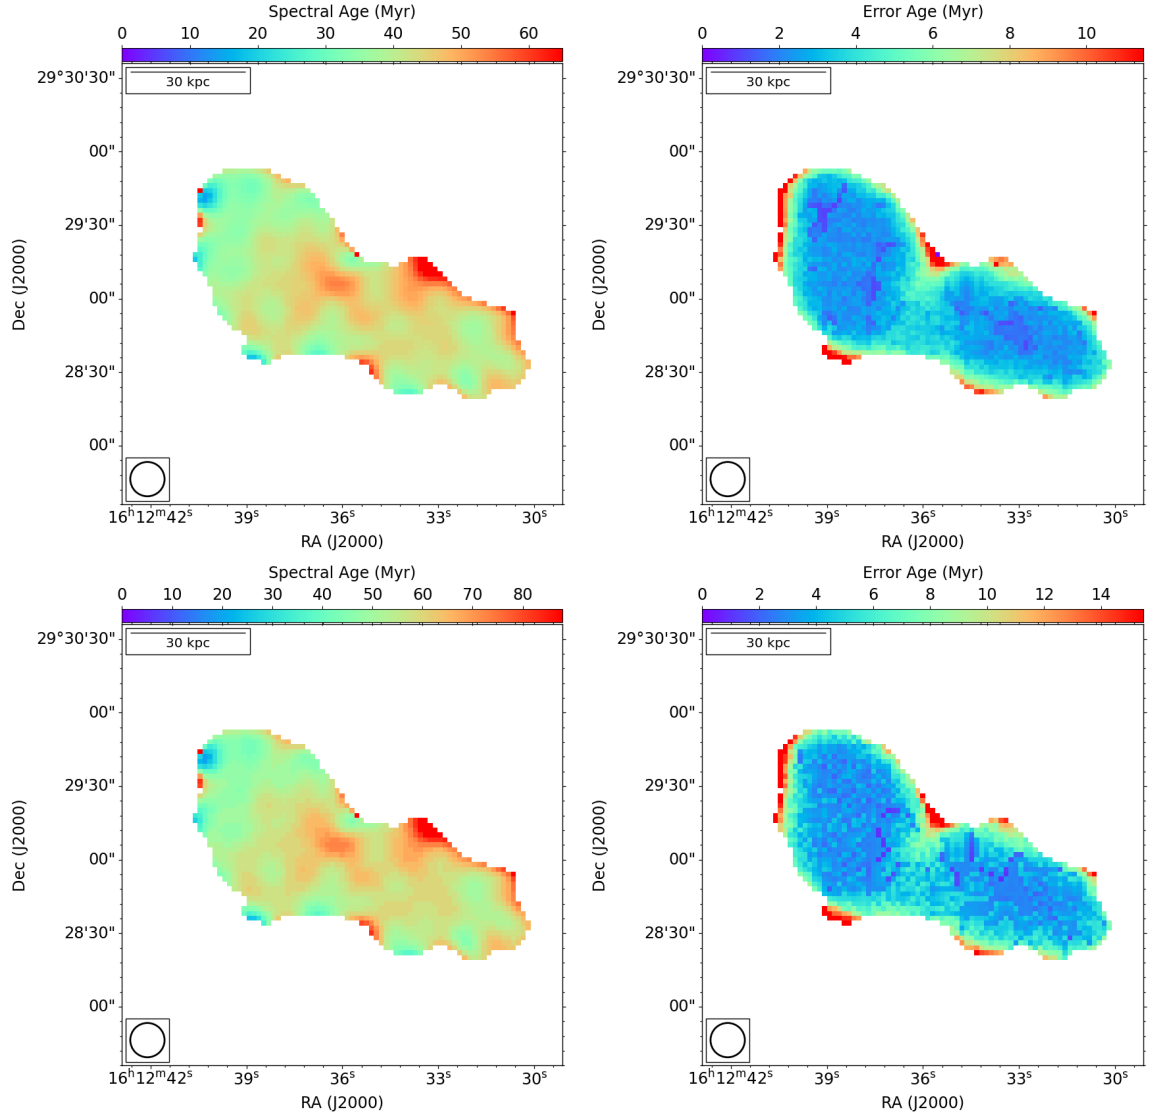 Spectral Age (Myr)
0 10 20 30 40 50 60
30 kpc
29°30'30"
00"
29'30"
00"
28'30"
00"
Dec (J2000)
16h12m42s 39s 36s 33s 30s
RA (J2000)
Error Age (Myr)
0 2 4 6 8 10
30 kpc
29°30'30"
00"
29'30"
00"
28'30"
00"
Dec (J2000)
16h12m42s 39s 36s 33s 30s
RA (J2000)
Spectral Age (Myr)
0 10 20 30 40 50 60 70 80
30 kpc
29°30'30"
00"
29'30"
00"
28'30"
00"
Dec (J2000)
16h12m42s 39s 36s 33s 30s
RA (J2000)
Error Age (Myr)
0 2 4 6 8 10 12 14
30 kpc
29°30'30"
00"
29'30"
00"
28'30"
00"
Dec (J2000)
16h12m42s 39s 36s 33s 30s
RA (J2000)